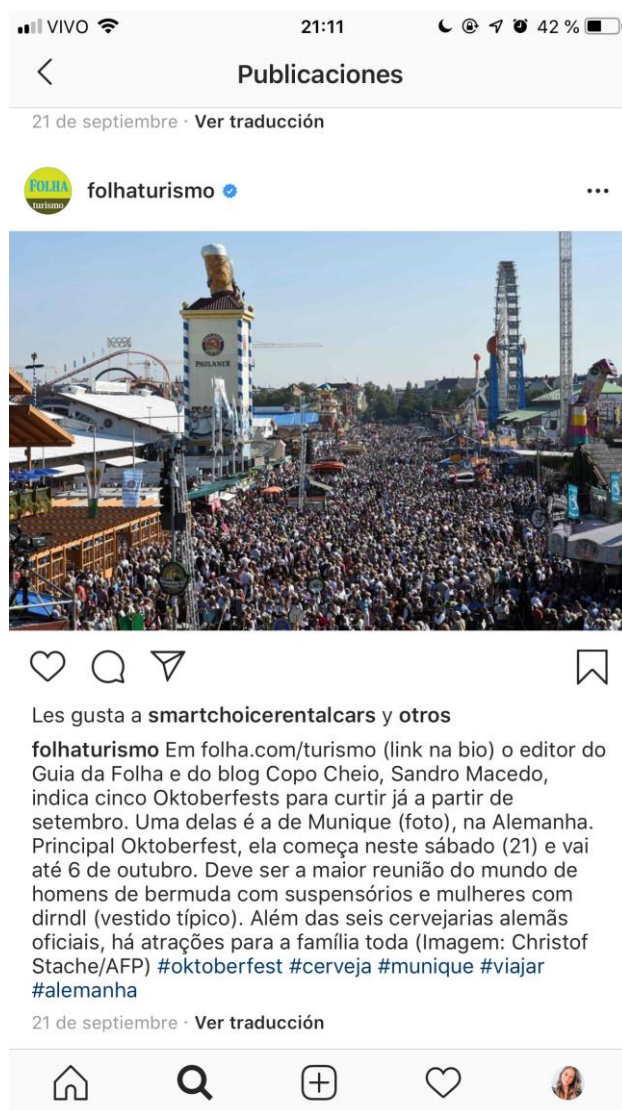 VIVO 21:11 42 %
Publicaciones
21 de septiembre · Ver traducción
FOLHA
turismo
folhaturismo
PAULANER
Les gusta a smartchoicerentalcars y otros
folhaturismo Em folha.com/turismo (link na bio) o editor do
Guia da Folha e do blog Copo Cheio, Sandro Macedo,
indica cinco Oktoberfests para curtir já a partir de
setembro. Uma delas é a de Munique (foto), na Alemanha.
Principal Oktoberfest, ela começa neste sábado (21) e vai
até 6 de outubro. Deve ser a maior reunião do mundo de
homens de bermuda com suspensórios e mulheres com
dirndl (vestido típico). Além das seis cervejarias alemãs
oficiais, há atrações para a família toda (Imagem: Christof
Stache/AFP) #oktoberfest #cerveja #munique #viajar
#alemanha
21 de septiembre · Ver traducción